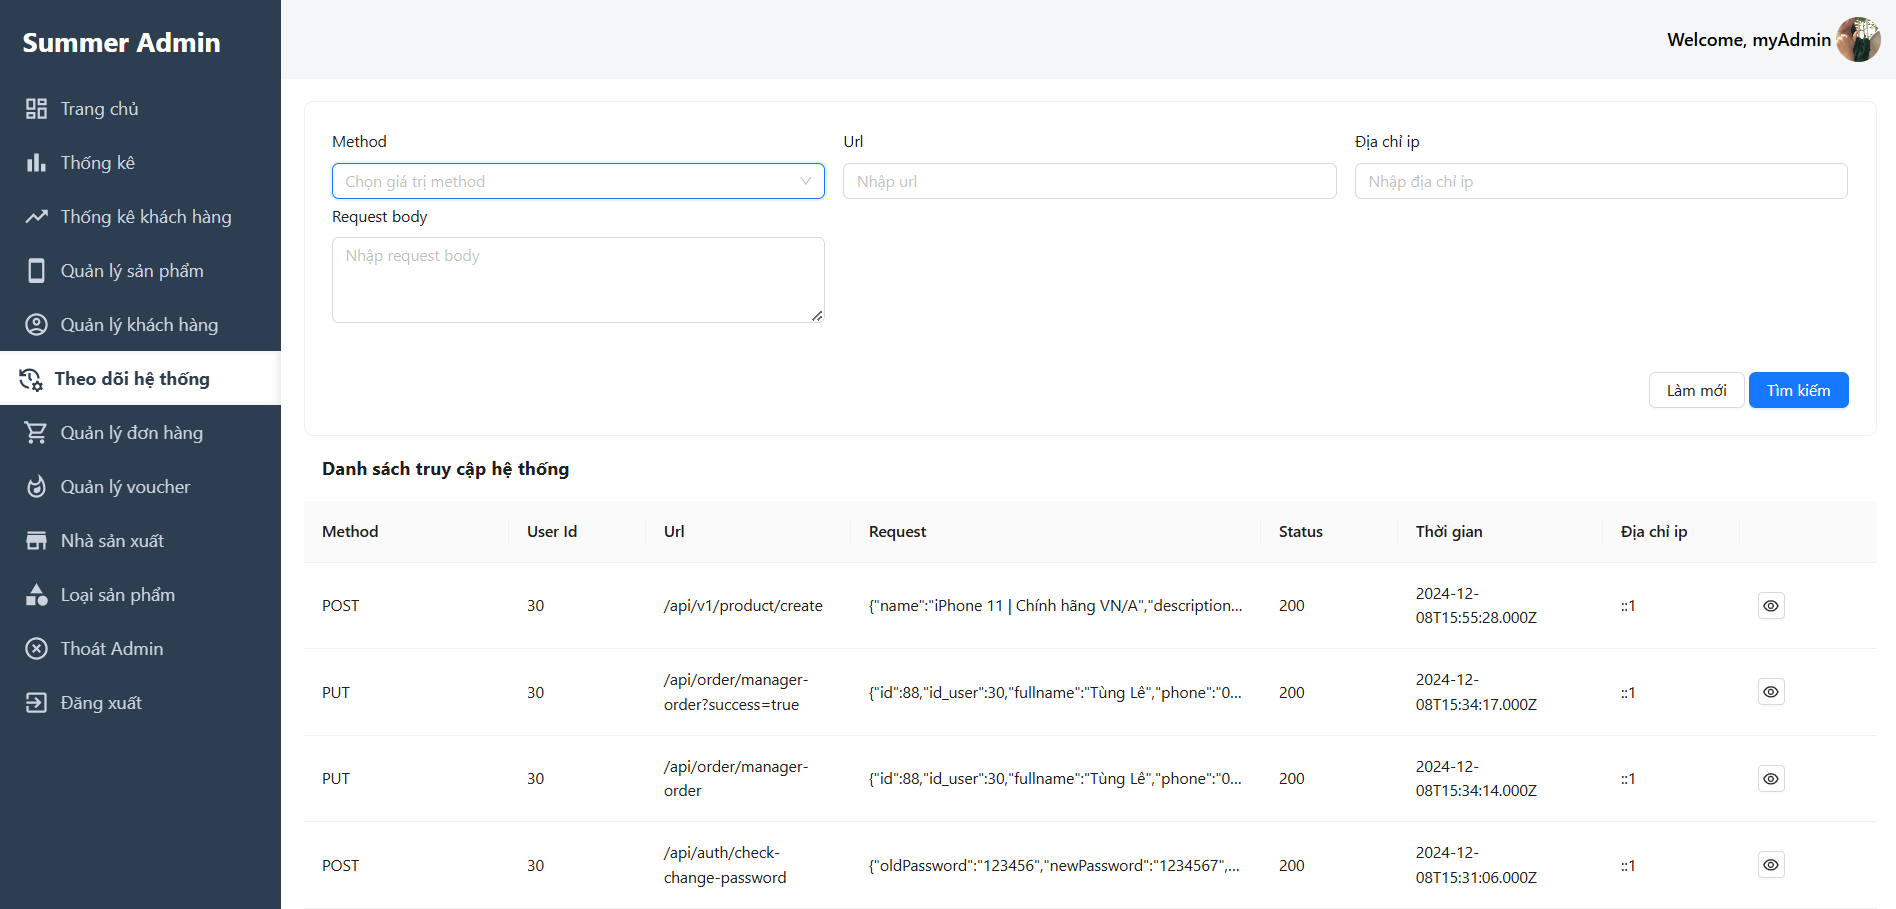 Summer Admin
Welcome, myAdmin
Trang chủ
Thống kê
Thống kê khách hàng
Quản lý sản phẩm
Quản lý khách hàng
Theo dõi hệ thống
Quản lý đơn hàng
Quản lý voucher
Nhà sản xuất
Loại sản phẩm
Thoát Admin
Đăng xuất
Method
Url
Địa chỉ ip
Chọn giá trị method
Nhập url
Nhập địa chỉ ip
Request body
Nhập request body
Làm mới
Tìm kiếm
Danh sách truy cập hệ thống
Method User Id Url Request Status Thời gian Địa chỉ ip
POST 30 /api/v1/product/create {"name":"iPhone 11 | Chính hãng VN/A","description... 200 2024-12-
08T15:55:28.000Z ::1
PUT 30 /api/order/manager-
order?success=true {"id":88,"id_user":30,"fullname":"Tùng Lê","phone":"0... 200 2024-12-
08T15:34:17.000Z ::1
PUT 30 /api/order/manager-
order {"id":88,"id_user":30,"fullname":"Tùng Lê","phone":"0... 200 2024-12-
08T15:34:14.000Z ::1
POST 30 /api/auth/check-
change-password {"oldPassword":"123456","newPassword":"1234567",... 200 2024-12-
08T15:31:06.000Z ::1